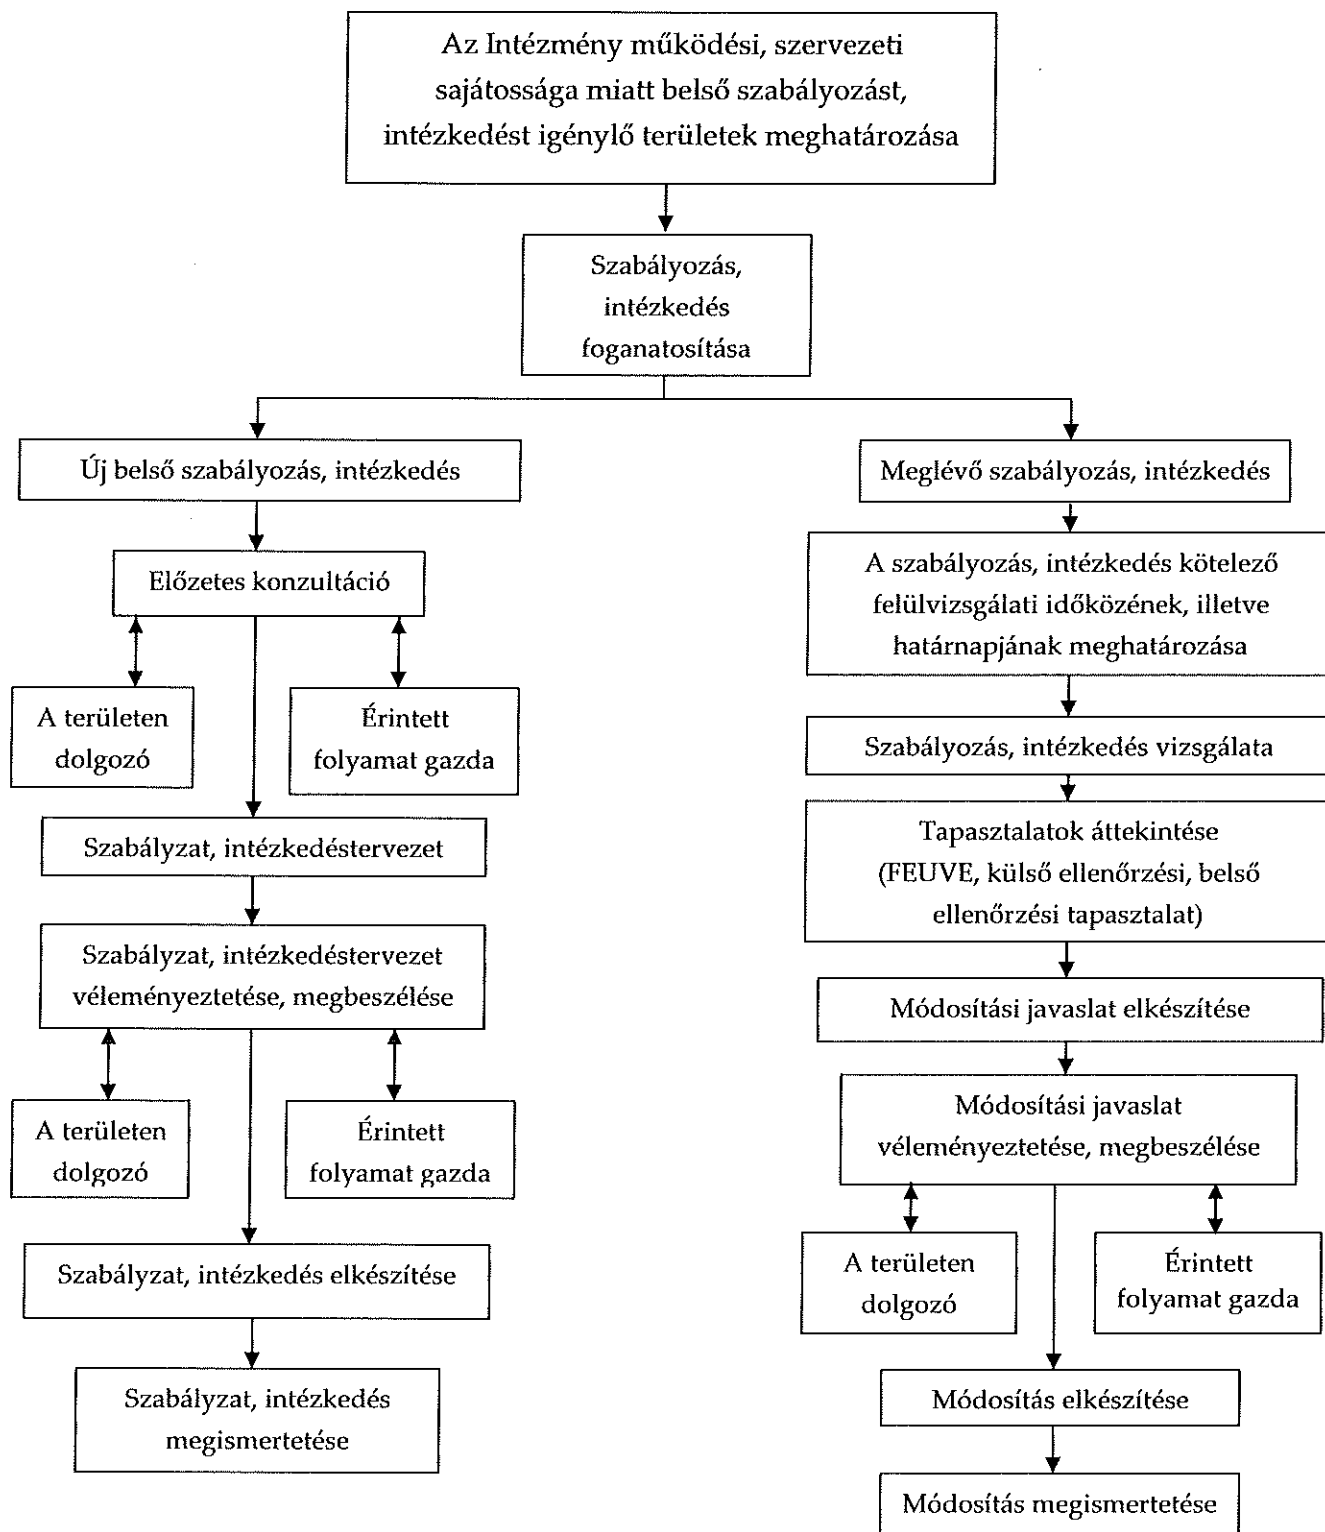 Az Intézmény működési, szervezeti
sajátossága miatt belső szabályozást,
intézkedést igénylő területek meghatározása
Szabályozás,
intézkedés
foganatosítása
Új belső szabályozás, intézkedés
Előzetes konzultáció
A területen
dolgozó
Érintett
folyamat gazda
Szabályzat, intézkedéstervezet
Szabályzat, intézkedéstervezet
véleményeztetése, megbeszélése
A területen
dolgozó
Érintett
folyamat gazda
Szabályzat, intézkedés elkészítése
Szabályzat, intézkedés
megismertetése
Meglévő szabályozás, intézkedés
A szabályozás, intézkedés kötelező
felülvizsgálati időközének, illetve
határnapjának meghatározása
Szabályozás, intézkedés vizsgálata
Tapasztalatok áttekintése
(FEUVE, külső ellenőrzési, belső
ellenőrzési tapasztalat)
Módosítási javaslat elkészítése
Módosítási javaslat
véleményeztetése, megbeszélése
A területen
dolgozó
Érintett
folyamat gazda
Módosítás elkészítése
Módosítás megismertetése